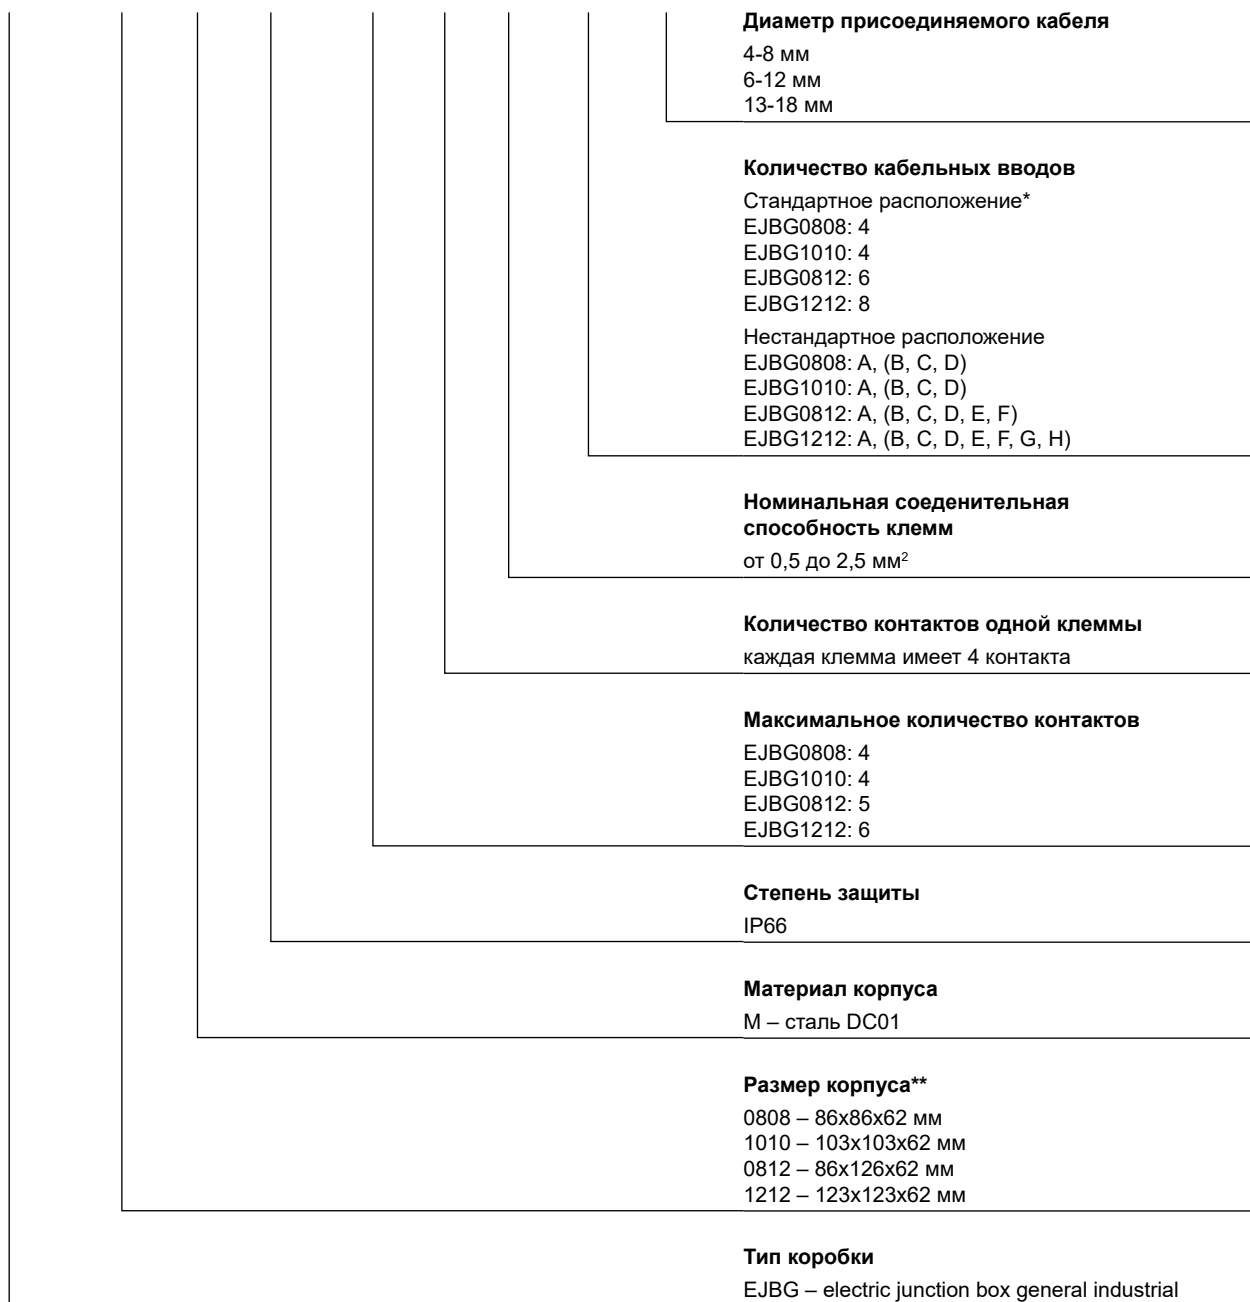 Диаметр присоединяемого кабеля
4-8 мм
6-12 мм
13-18 мм
Количество кабельных вводов
Стандартное расположение*
EJBG0808: 4
EJBG1010: 4
EJBG0812: 6
EJBG1212: 8
Нестандартное расположение
EJBG0808: A, (B, C, D)
EJBG1010: A, (B, C, D)
EJBG0812: A, (B, C, D, E, F)
EJBG1212: A, (B, C, D, E, F, G, H)
Номинальная соеденительная
способность клемм
от 0,5 до 2,5 мм²
Количество контактов одной клеммы
каждая клемма имеет 4 контакта
Максимальное количество контактов
EJBG0808: 4
EJBG1010: 4
EJBG0812: 5
EJBG1212: 6
Степень защиты
IP66
Материал корпуса
М – сталь DC01
Размер корпуса**
0808 – 86х86х62 мм
1010 – 103х103х62 мм
0812 – 86х126х62 мм
1212 – 123х123х62 мм
Тип коробки
EJBG – electric junction box general industrial